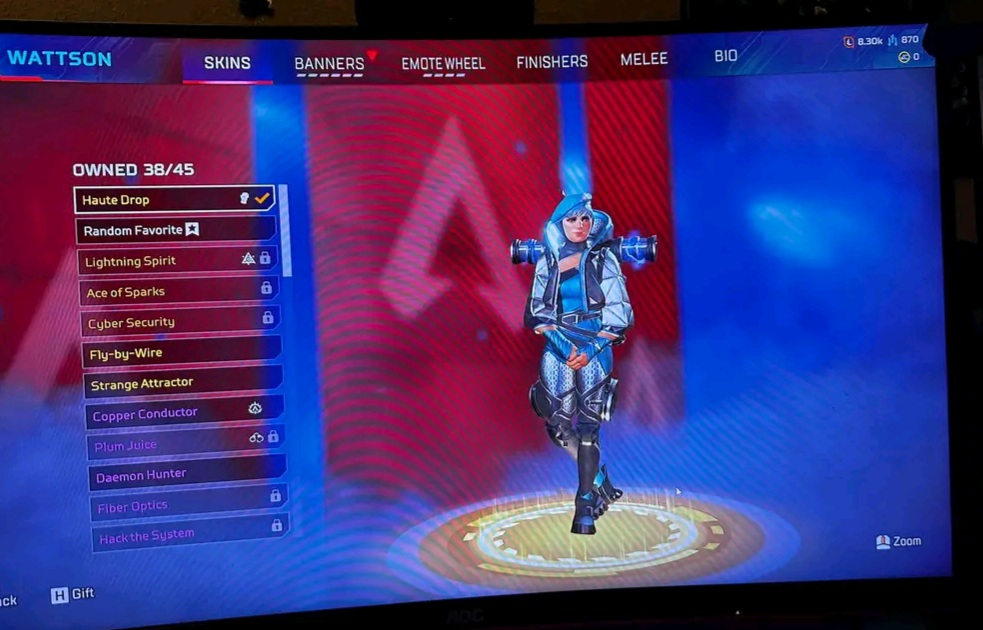 WATTSON
SKINS
BANNERS
EMOTE WHEEL
FINISHERS
MELEE
BIO
8.30k 870
0
OWNED 38/45
Haute Drop
Random Favorite
Lightning Spirit
Ace of Sparks
Cyber Security
Fly-by-Wire
Strange Attractor
Copper Conductor
Plum Juice
Daemon Hunter
Fiber Optics
Hack the System
ck
H Gift
Zoom
AOC